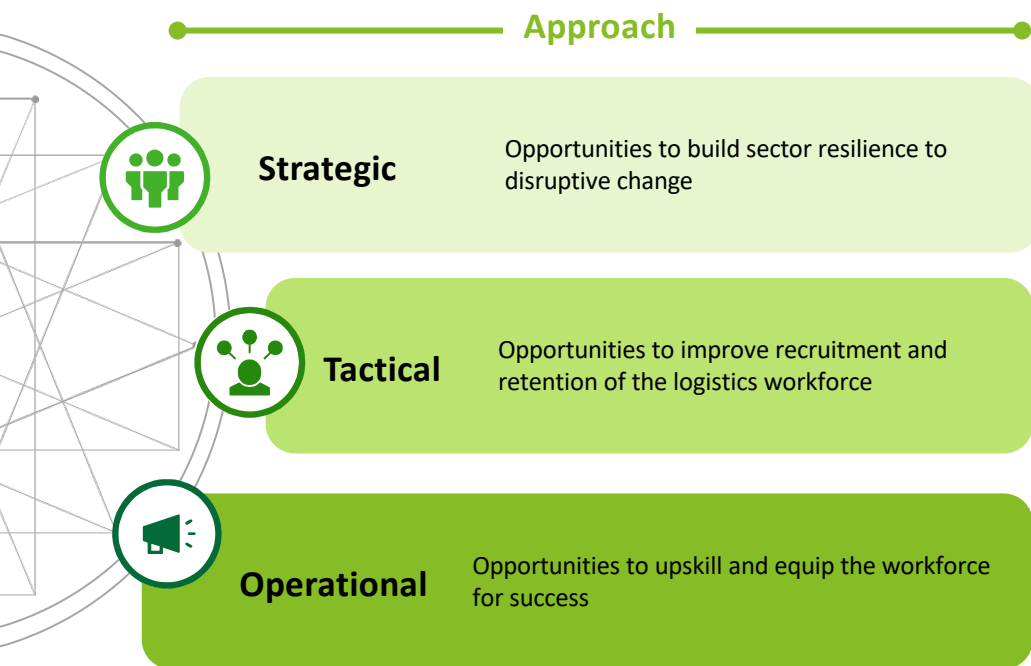 Approach
Strategic
Opportunities to build sector resilience to
disruptive change
Tactical
Opportunities to improve recruitment and
retention of the logistics workforce
Operational
Opportunities to upskill and equip the workforce
for success